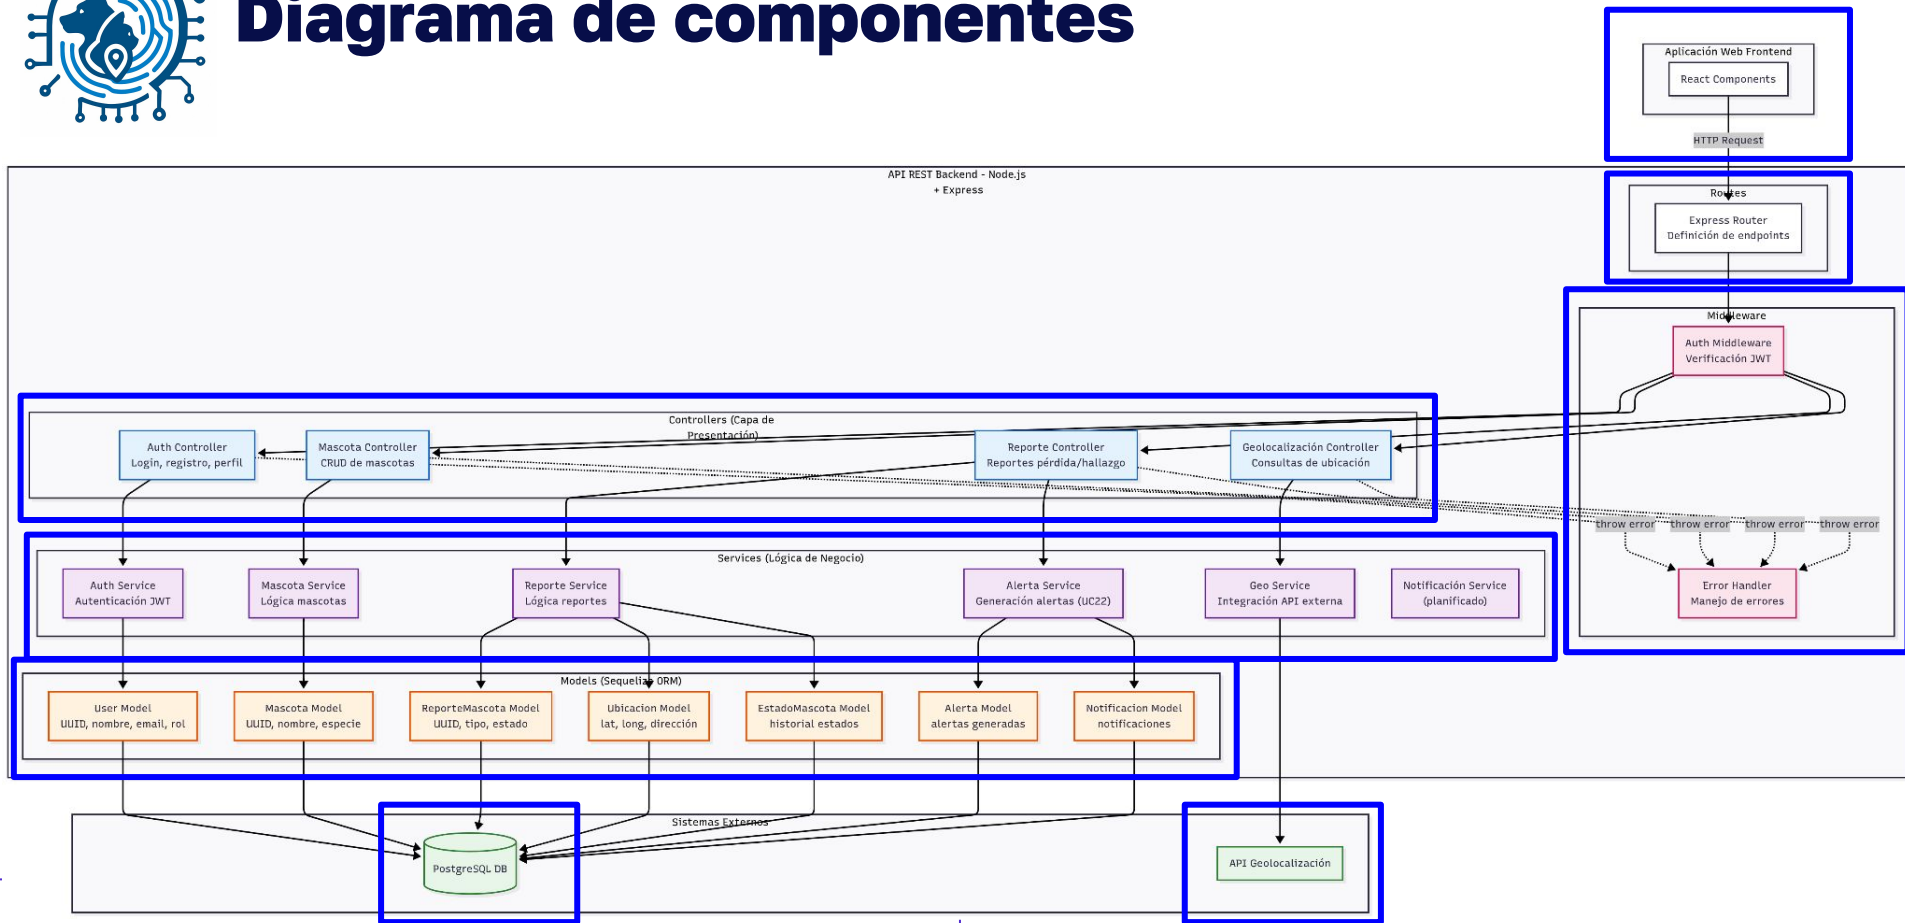 Diagrama de componentes
Aplicación Web Frontend
React Components
HTTP Request
API REST Backend - Node.js
+ Express
Routes
Express Router
Definición de endpoints
Middleware
Auth Middleware
Verificación JWT
Controllers (Capa de
Presentación)
Auth Controller
Login, registro, perfil
Mascota Controller
CRUD de mascotas
Reporte Controller
Reportes pérdida/hallazgo
Geolocalización Controller
Consultas de ubicación
throw error
throw error
throw error
throw error
Services (Lógica de Negocio)
Auth Service
Autenticación JWT
Mascota Service
Lógica mascotas
Reporte Service
Lógica reportes
Alerta Service
Generación alertas (UC22)
Geo Service
Integración API externa
Notificación Service
(planificado)
Error Handler
Manejo de errores
Models (Sequelize ORM)
User Model
UUID, nombre, email, rol
Mascota Model
UUID, nombre, especie
ReporteMascota Model
UUID, tipo, estado
Ubicacion Model
lat, long, dirección
EstadoMascota Model
historial estados
Alerta Model
alertas generadas
Notificacion Model
notificaciones
Sistemas Externos
PostgreSQL DB
API Geolocalización